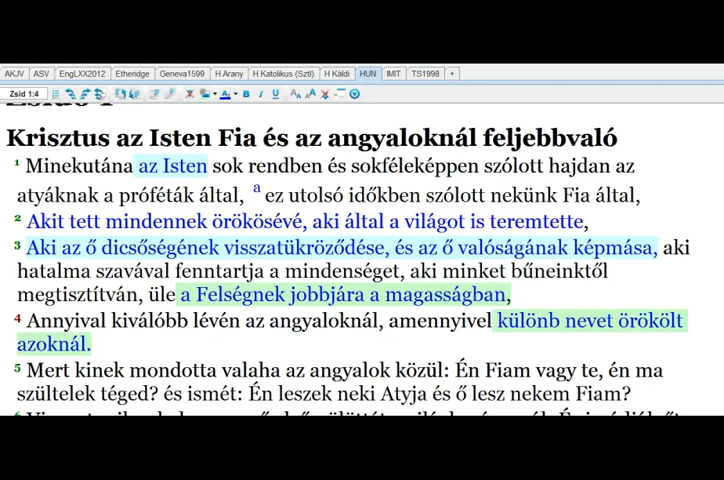 AKJV ASV EngLXX2012 Etheridge Geneva1599 H Arany H Katolikus (Sztl) H Káldi HUN IMIT TS1998 +
Zsid 1:4
Krisztus az Isten Fia és az angyaloknál feljebbvaló
1 Minekutána az Isten sok rendben és sokféleképpen szólott hajdan az
atyáknak a próféták által, a ez utolsó időkben szólott nekünk Fia által,
2 Akit tett mindennek örökösévé, aki által a világot is teremtette,
3 Aki az ő dicsőségének visszatükröződése, és az ő valóságának képmása, aki
hatalma szavával fenntartja a mindenséget, aki minket bűneinktől
megtisztítván, üle a Felségnek jobbjára a magasságban,
4 Annyival kiválóbb lévén az angyaloknál, amennyivel különb nevet örökölt
azoknál.
5 Mert kinek mondotta valaha az angyalok közül: Én Fiam vagy te, én ma
szültelek téged? és ismét: Én leszek neki Atyja és ő lesz nekem Fiam?